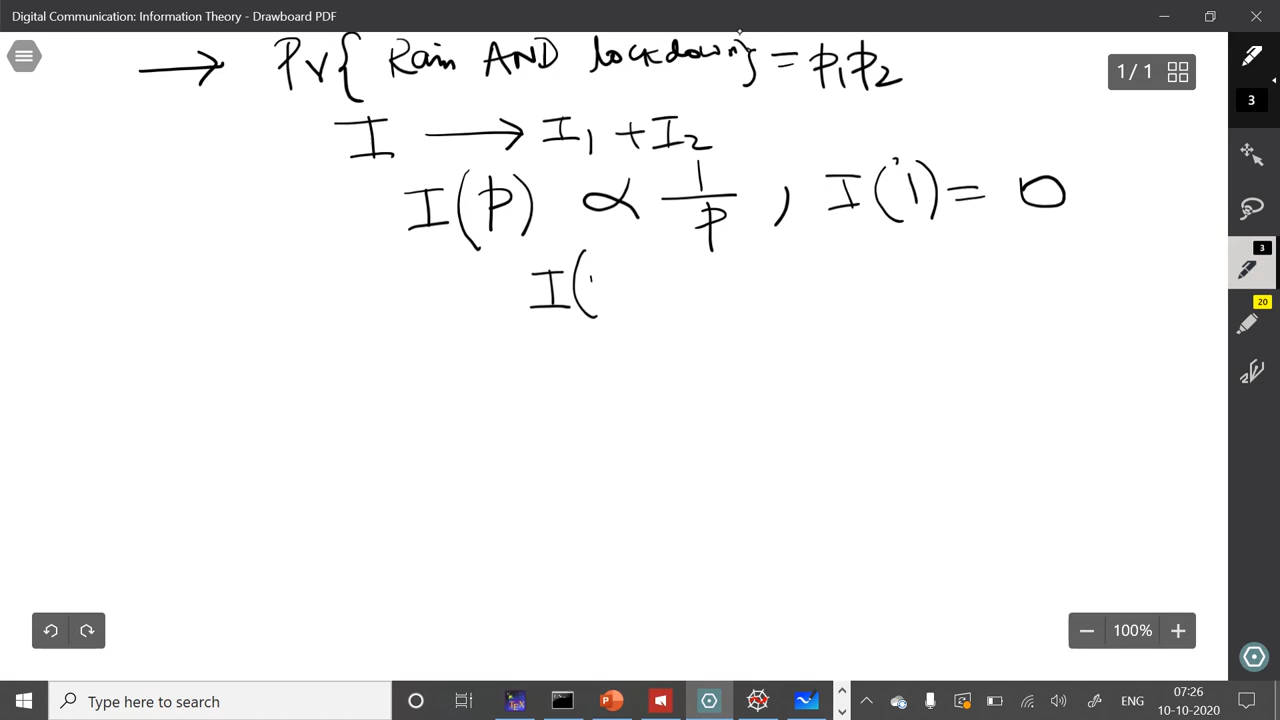 Digital Communication: Information Theory - Drawboard PDF
→ Pr{ Rain AND lockdown} = p₁p₂
1 / 1
3
I → I₁ + I₂
I(p) ∝ 1/p , I(1) = 0
3
I(
20
100%
Type here to search
ENG
07:26
10-10-2020